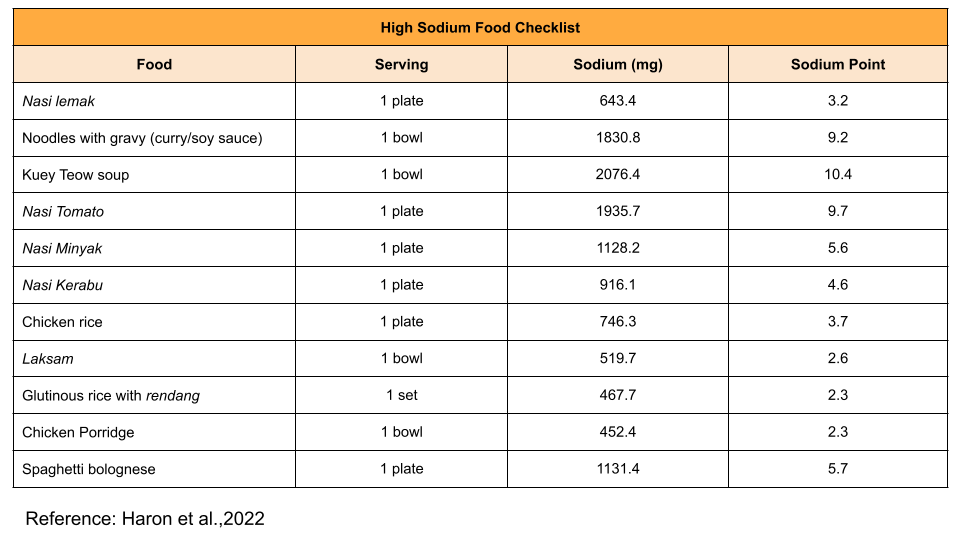 High Sodium Food Checklist
Food Serving Sodium (mg) Sodium Point
Nasi lemak 1 plate 643.4 3.2
Noodles with gravy (curry/soy sauce) 1 bowl 1830.8 9.2
Kuey Teow soup 1 bowl 2076.4 10.4
Nasi Tomato 1 plate 1935.7 9.7
Nasi Minyak 1 plate 1128.2 5.6
Nasi Kerabu 1 plate 916.1 4.6
Chicken rice 1 plate 746.3 3.7
Laksam 1 bowl 519.7 2.6
Glutinous rice with rendang 1 set 467.7 2.3
Chicken Porridge 1 bowl 452.4 2.3
Spaghetti bolognese 1 plate 1131.4 5.7
Reference: Haron et al.,2022